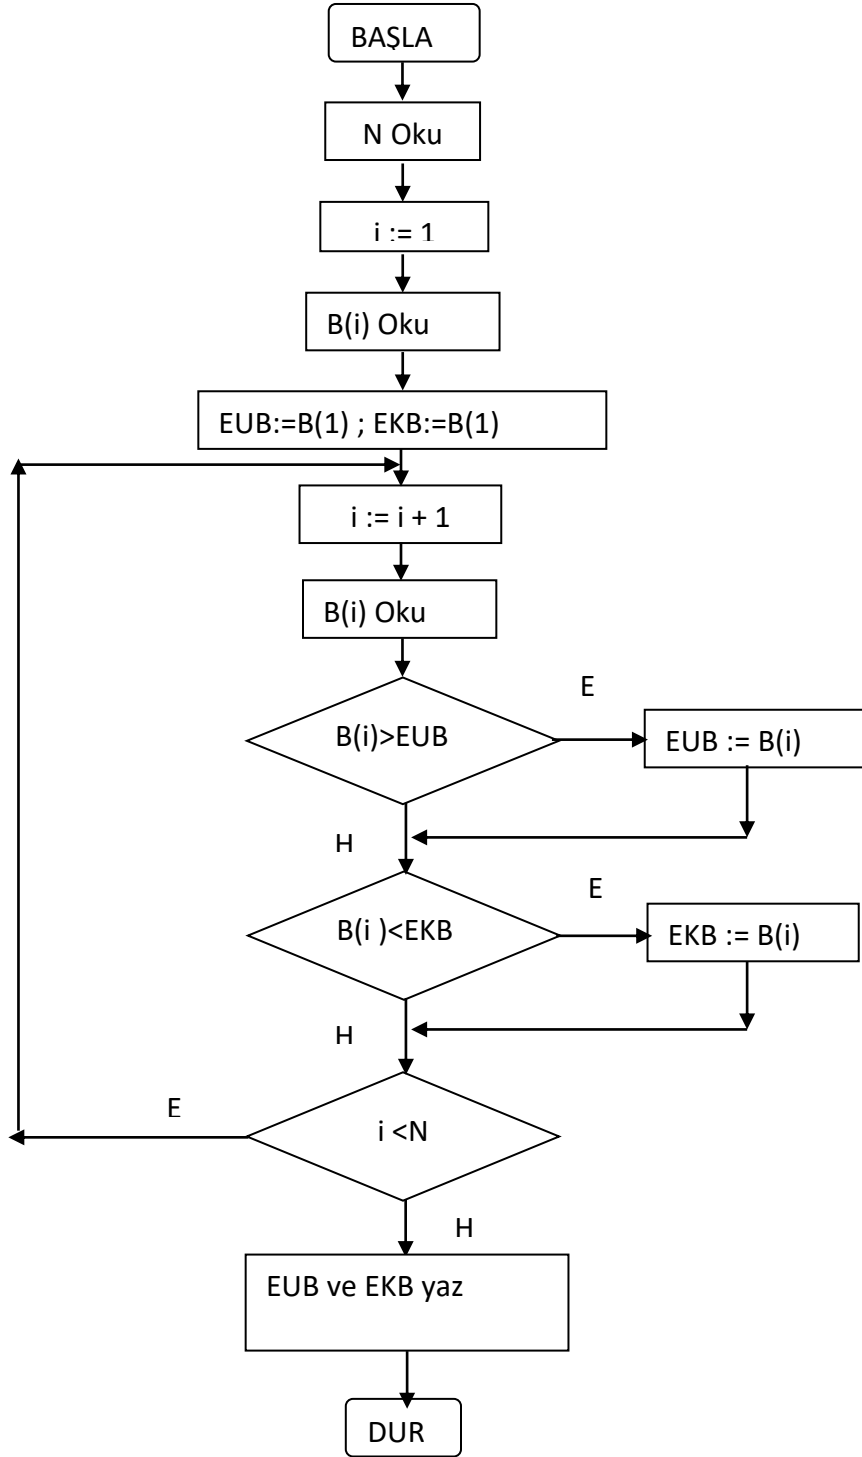 BAŞLA
N Oku
i := 1
B(i) Oku
EUB:=B(1) ; EKB:=B(1)
i := i + 1
B(i) Oku
E
B(i)>EUB
EUB := B(i)
H
E
B(i )<EKB
EKB := B(i)
H
E
i <N
H
EUB ve EKB yaz
DUR